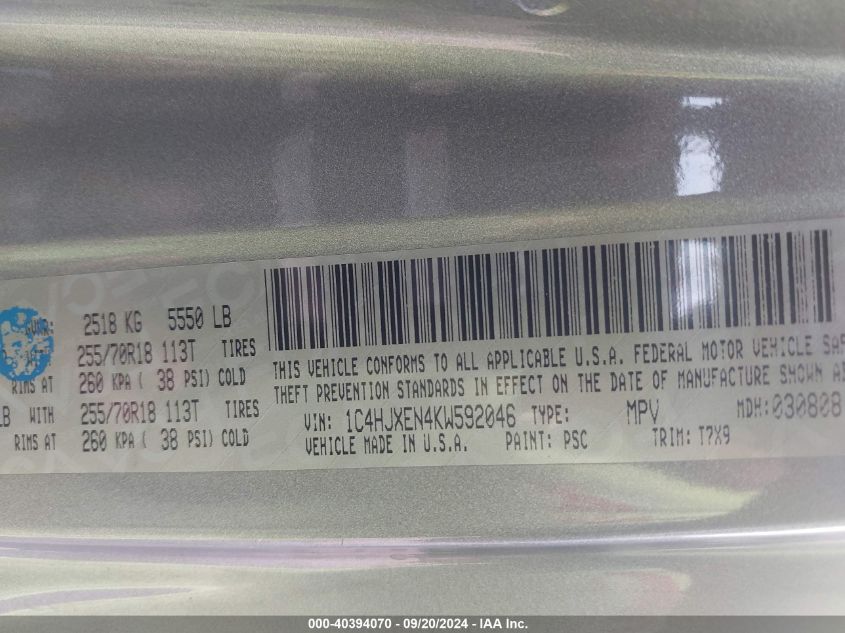 2518 KG 5550 LB
255/70R18 113T TIRES
RIMS AT 260 KPA ( 38 PSI) COLD
LB WITH 255/70R18 113T TIRES
RIMS AT 260 KPA ( 38 PSI) COLD
THIS VEHICLE CONFORMS TO ALL APPLICABLE U.S.A. FEDERAL MOTOR VEHICLE SAF
THEFT PREVENTION STANDARDS IN EFFECT ON THE DATE OF MANUFACTURE SHOWN A
VIN: 1C4HJXEN4KW592046 TYPE: MPV MDH:030808
VEHICLE MADE IN U.S.A. PAINT: PSC TRIM: T7X9
000-40394070 - 09/20/2024 - IAA Inc.